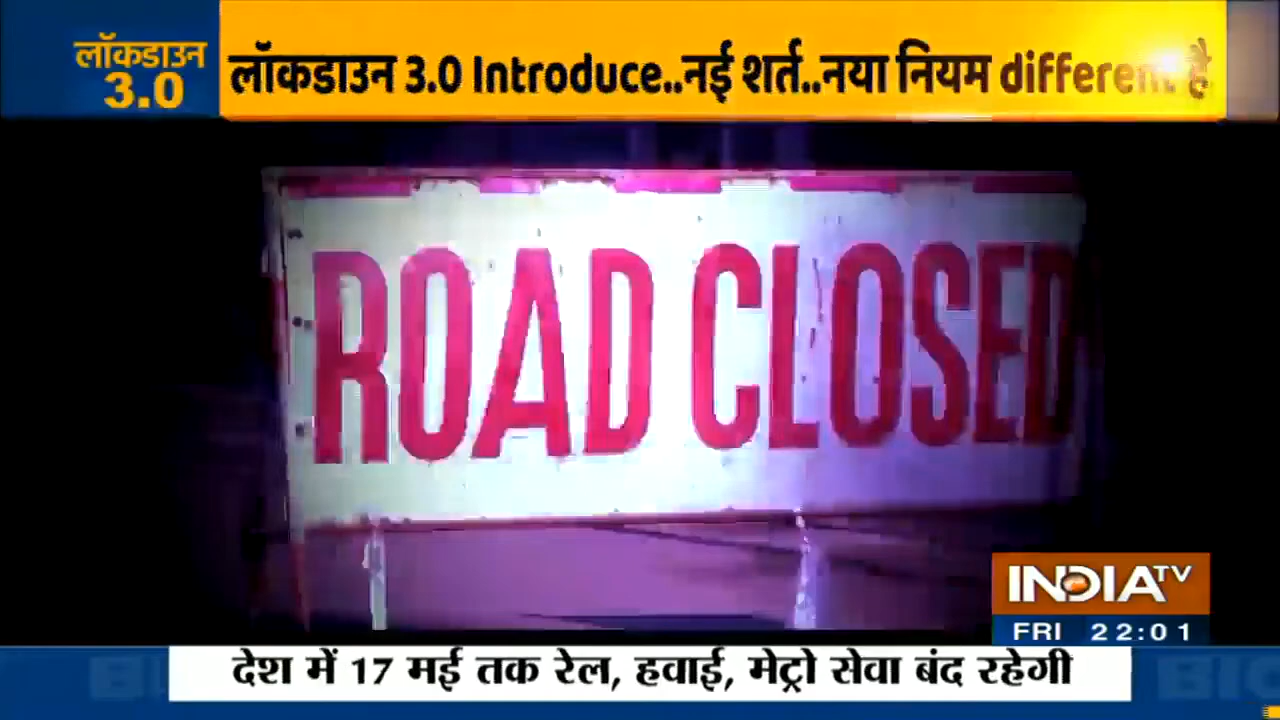 लॉकडाउन
3.0
लॉकडाउन 3.0 Introduce..नई शर्त..नया नियम different है
ROAD CLOSED
INDIA TV
FRI 22:01
देश में 17 मई तक रेल, हवाई, मेट्रो सेवा बंद रहेगी